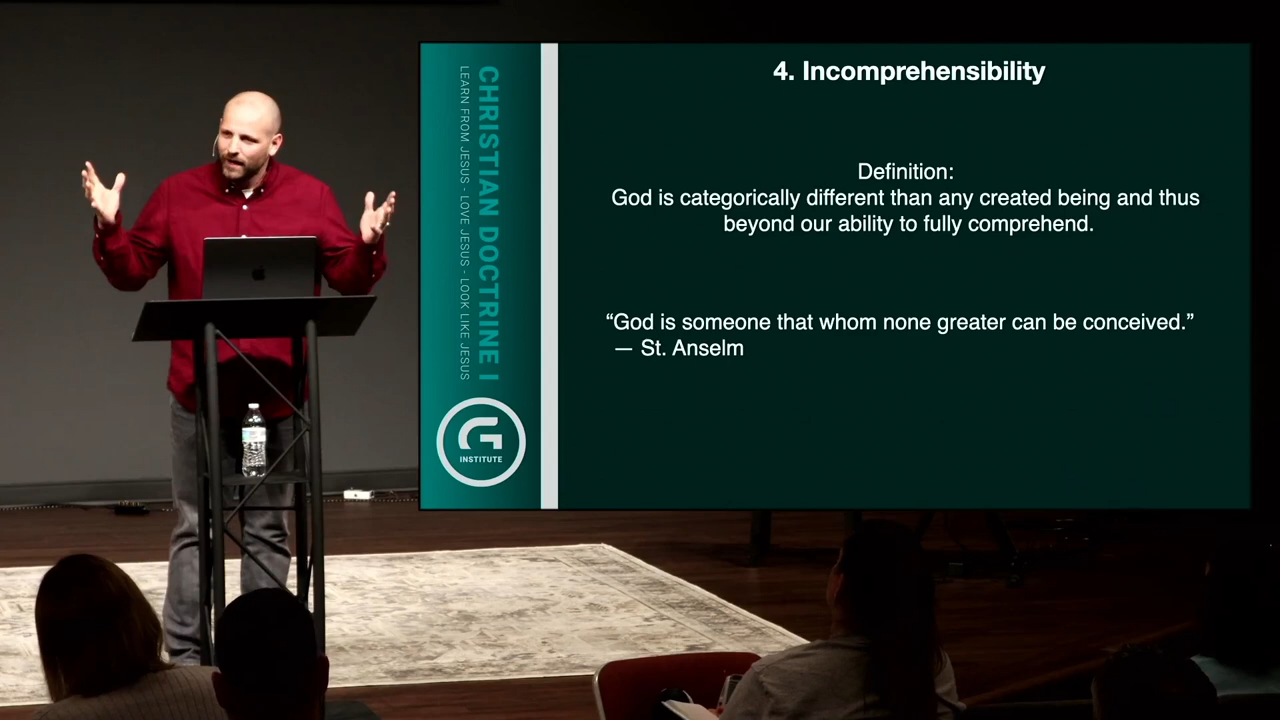 4. Incomprehensibility
Definition:
God is categorically different than any created being and thus
beyond our ability to fully comprehend.
“God is someone that whom none greater can be conceived.”
— St. Anselm
CHRISTIAN DOCTRINE I
LEARN FROM JESUS - LOVE JESUS - LOOK LIKE JESUS
G
INSTITUTE